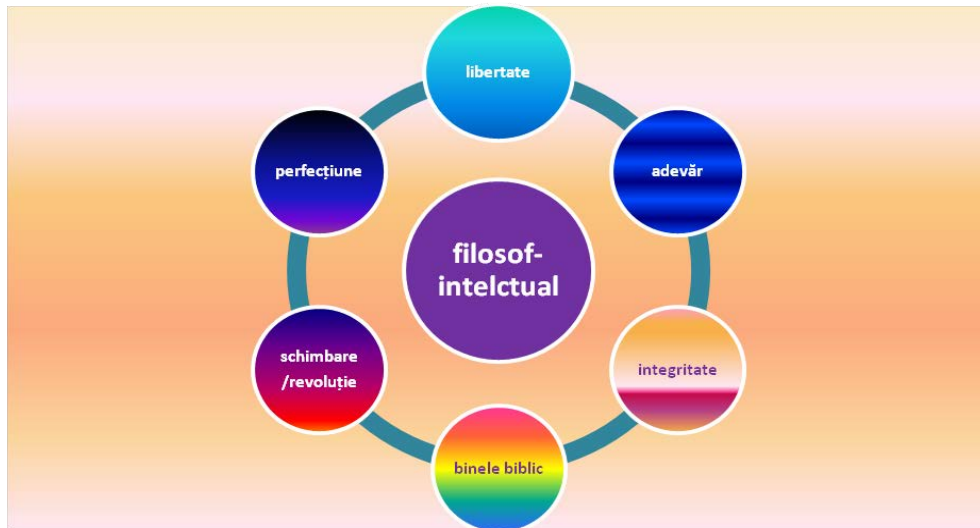 libertate
adevăr
integritate
binele biblic
schimbare
/revoluție
perfecțiune
filosof-
intelctual